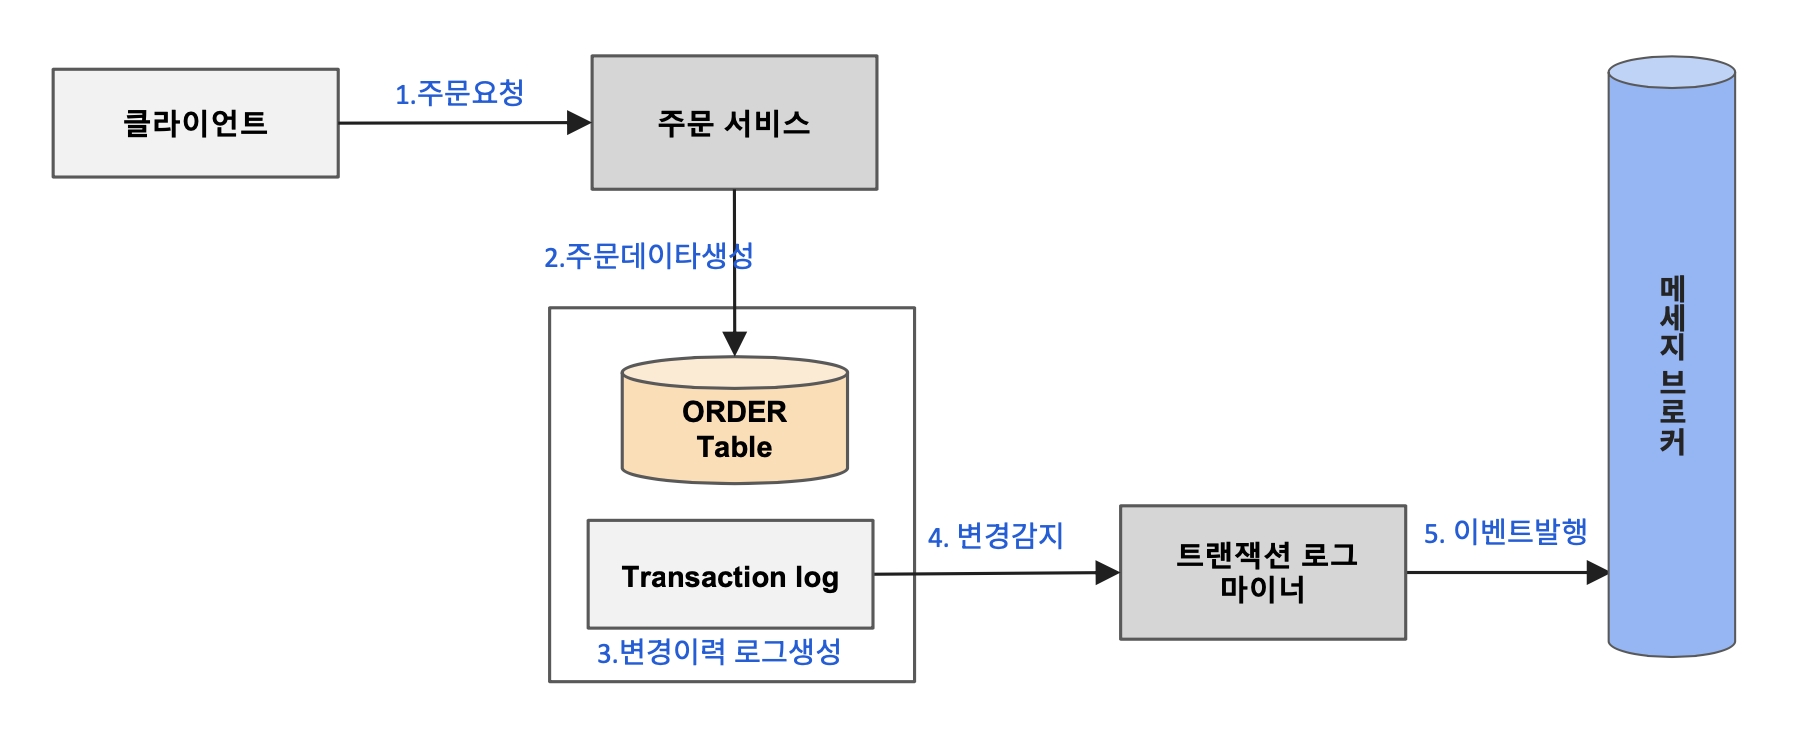 클라이언트
1.주문요청
주문 서비스
2.주문데이타생성
ORDER
Table
Transaction log
3.변경이력 로그생성
4. 변경감지
트랜잭션 로그
마이너
5. 이벤트발행
메세지 브로커